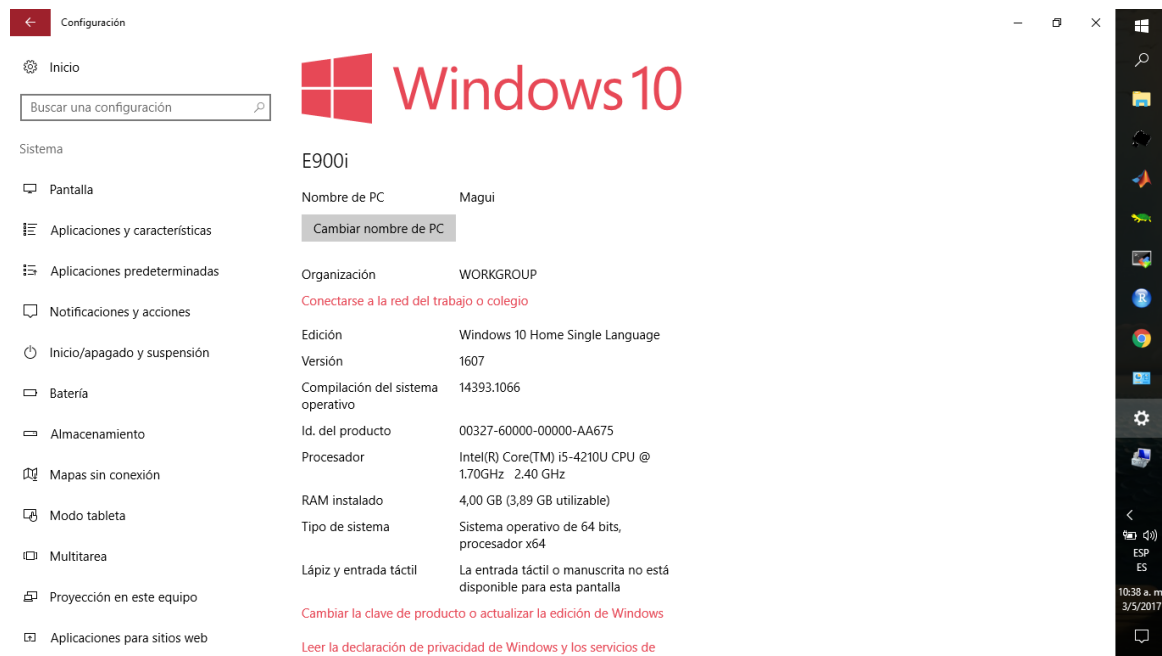 Configuración
Inicio
Buscar una configuración
Sistema
Pantalla
Aplicaciones y características
Aplicaciones predeterminadas
Notificaciones y acciones
Inicio/apagado y suspensión
Batería
Almacenamiento
Mapas sin conexión
Modo tableta
Multitarea
Proyección en este equipo
Aplicaciones para sitios web
Windows 10
E900i
Nombre de PC Magui
Cambiar nombre de PC
Organización WORKGROUP
Conectarse a la red del trabajo o colegio
Edición Windows 10 Home Single Language
Versión 1607
Compilación del sistema 14393.1066
operativo
Id. del producto 00327-60000-00000-AA675
Procesador Intel(R) Core(TM) i5-4210U CPU @
1.70GHz 2.40 GHz
RAM instalado 4,00 GB (3,89 GB utilizable)
Tipo de sistema Sistema operativo de 64 bits,
procesador x64
Lápiz y entrada táctil La entrada táctil o manuscrita no está
disponible para esta pantalla
Cambiar la clave de producto o actualizar la edición de Windows
Leer la declaración de privacidad de Windows y los servicios de
R
ESP
ES
10:38 a. m
3/5/2017